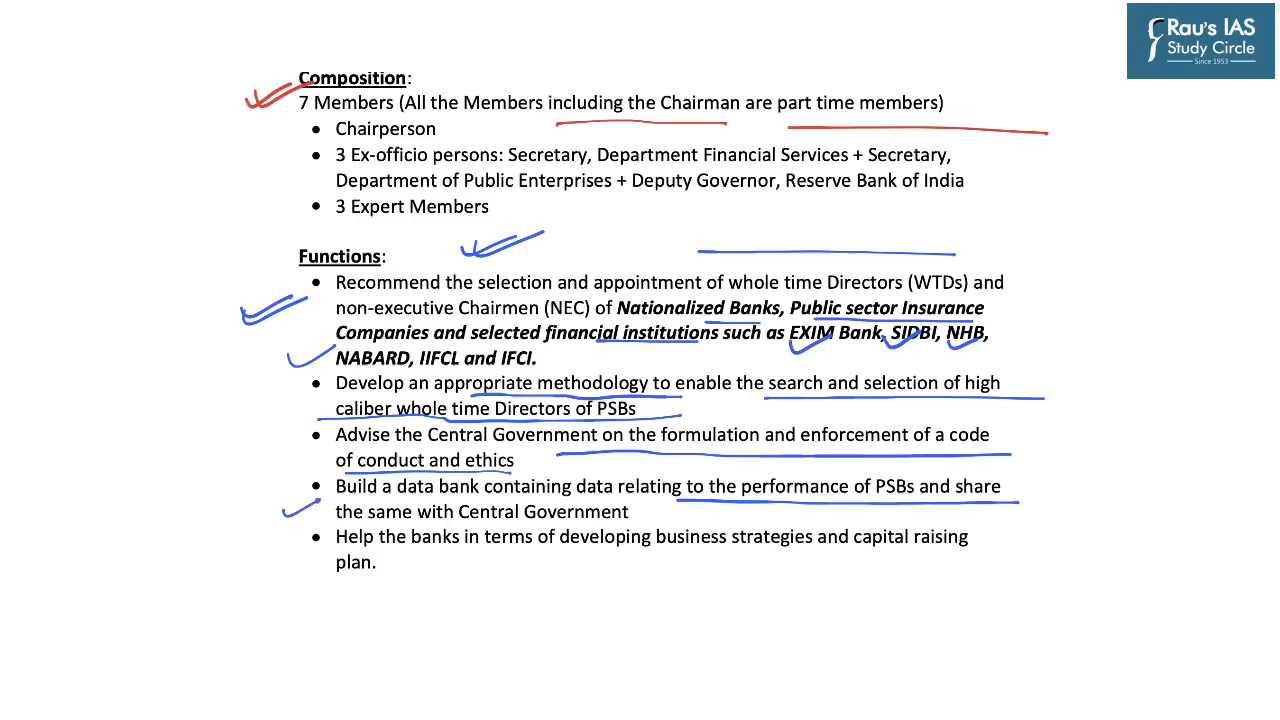 Rau's IAS
Study Circle
Since 1953
Composition:
7 Members (All the Members including the Chairman are part time members)
• Chairperson
• 3 Ex-officio persons: Secretary, Department Financial Services + Secretary,
Department of Public Enterprises + Deputy Governor, Reserve Bank of India
• 3 Expert Members
Functions:
• Recommend the selection and appointment of whole time Directors (WTDs) and
non-executive Chairmen (NEC) of Nationalized Banks, Public sector Insurance
Companies and selected financial institutions such as EXIM Bank, SIDBI, NHB,
NABARD, IIFCL and IFCI.
• Develop an appropriate methodology to enable the search and selection of high
caliber whole time Directors of PSBs
• Advise the Central Government on the formulation and enforcement of a code
of conduct and ethics
• Build a data bank containing data relating to the performance of PSBs and share
the same with Central Government
• Help the banks in terms of developing business strategies and capital raising
plan.